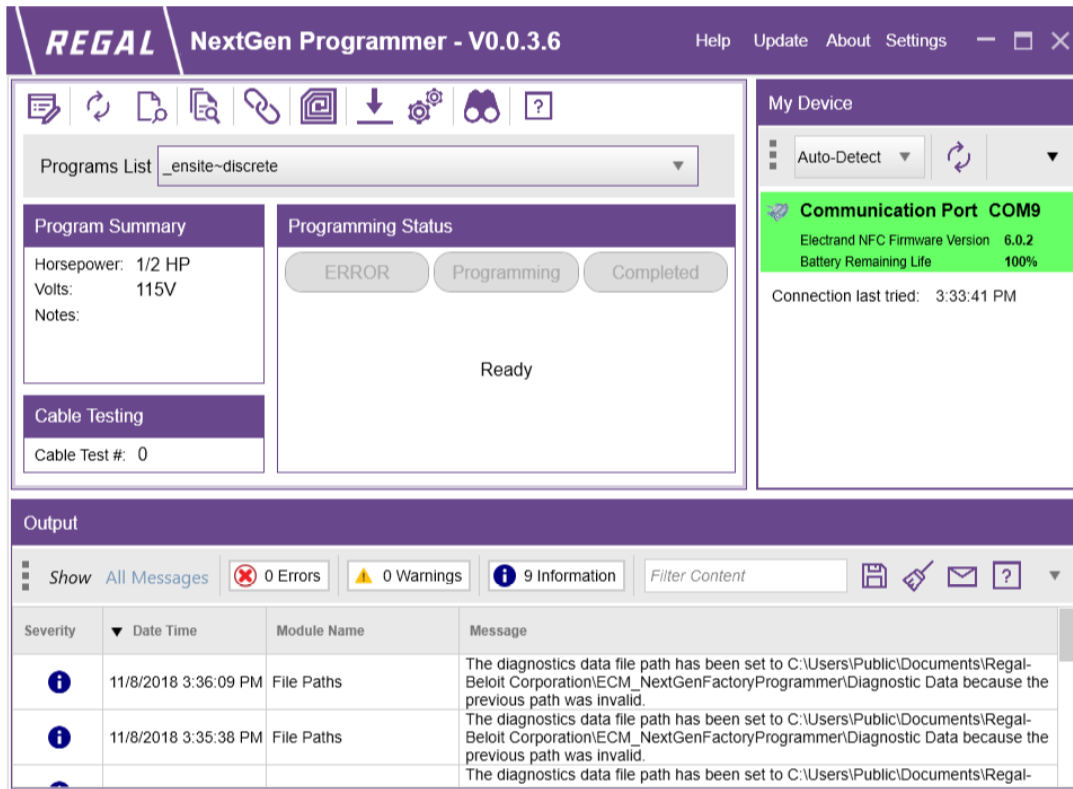 REGAL NextGen Programmer - V0.0.3.6 Help Update About Settings
Programs List _ensite~discrete
Program Summary
Horsepower: 1/2 HP
Volts: 115V
Notes:
Cable Testing
Cable Test #: 0
Programming Status
ERROR Programming Completed
Ready
My Device
Auto-Detect
Communication Port COM9
Electrand NFC Firmware Version 6.0.2
Battery Remaining Life 100%
Connection last tried: 3:33:41 PM
Output
Show All Messages 0 Errors 0 Warnings 9 Information Filter Content
Severity Date Time Module Name Message
11/8/2018 3:36:09 PM File Paths
The diagnostics data file path has been set to C:\Users\Public\Documents\Regal-
Beloit Corporation\ECM_NextGenFactoryProgrammer\Diagnostic Data because the
previous path was invalid.
11/8/2018 3:35:38 PM File Paths
The diagnostics data file path has been set to C:\Users\Public\Documents\Regal-
Beloit Corporation\ECM_NextGenFactoryProgrammer\Diagnostic Data because the
previous path was invalid.
The diagnostics data file path has been set to C:\Users\Public\Documents\Regal-